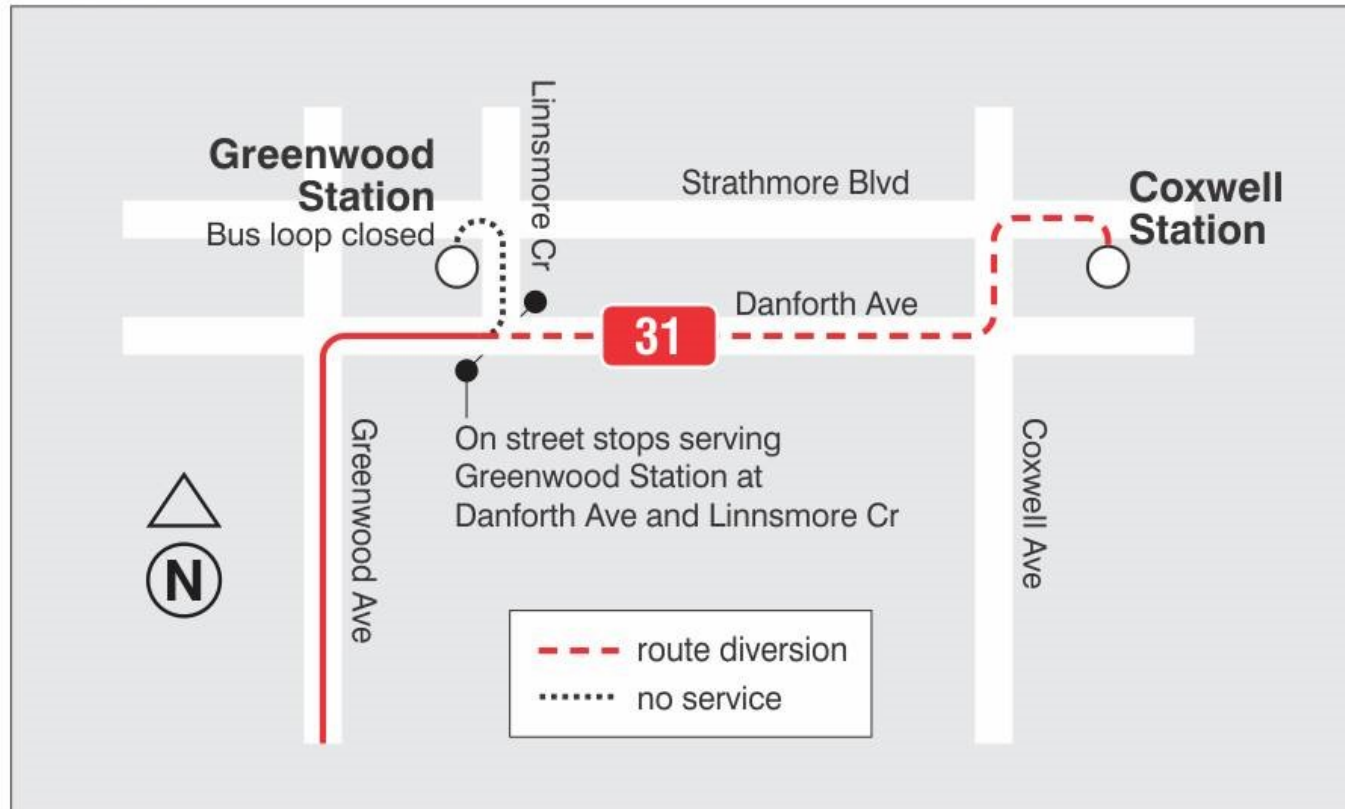 Linnsmore Cr
Greenwood
Station
Bus loop closed
Strathmore Blvd
Coxwell
Station
Danforth Ave
31
On street stops serving
Greenwood Station at
Danforth Ave and Linnsmore Cr
Greenwood Ave
Coxwell Ave
N
route diversion
no service